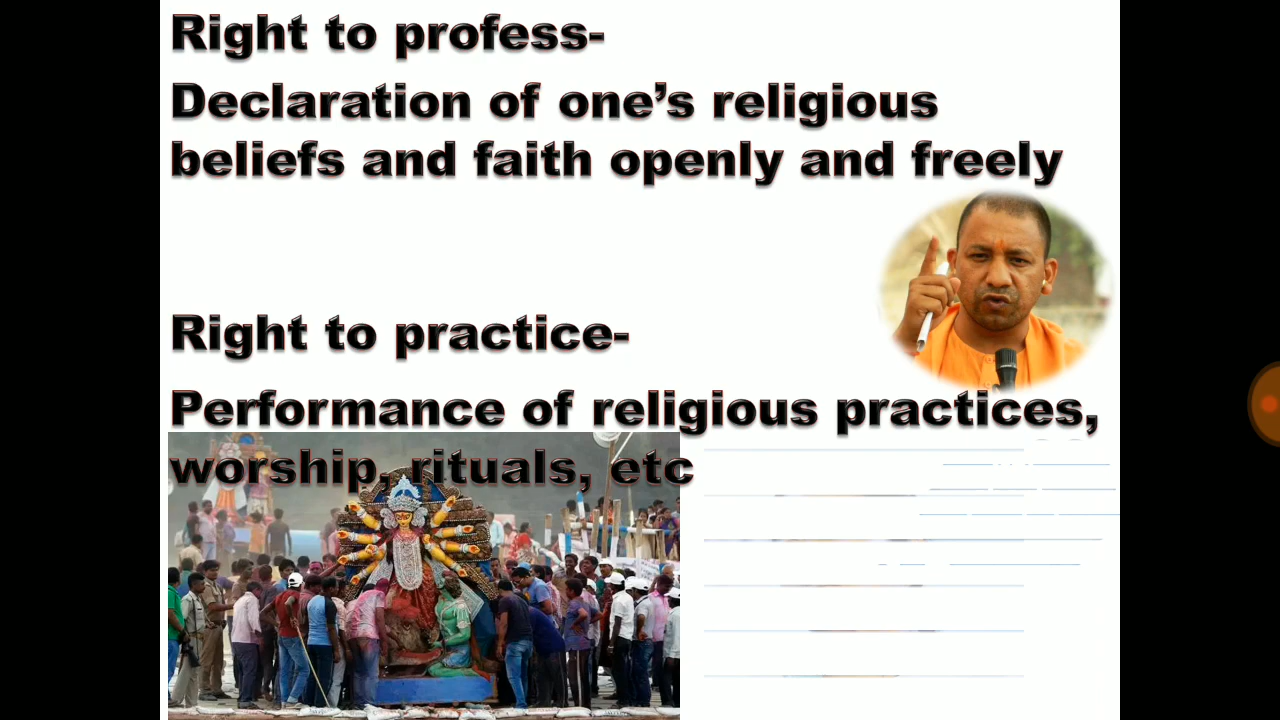 Right to profess-
Declaration of one’s religious
beliefs and faith openly and freely
Right to practice-
Performance of religious practices,
worship, rituals, etc